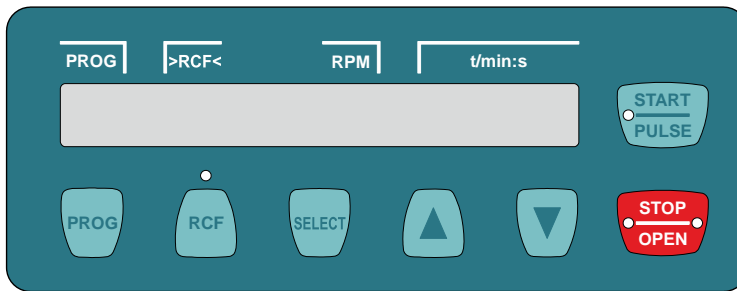 PROG >RCF< RPM t/min:s
START
PULSE
PROG RCF SELECT
STOP
OPEN